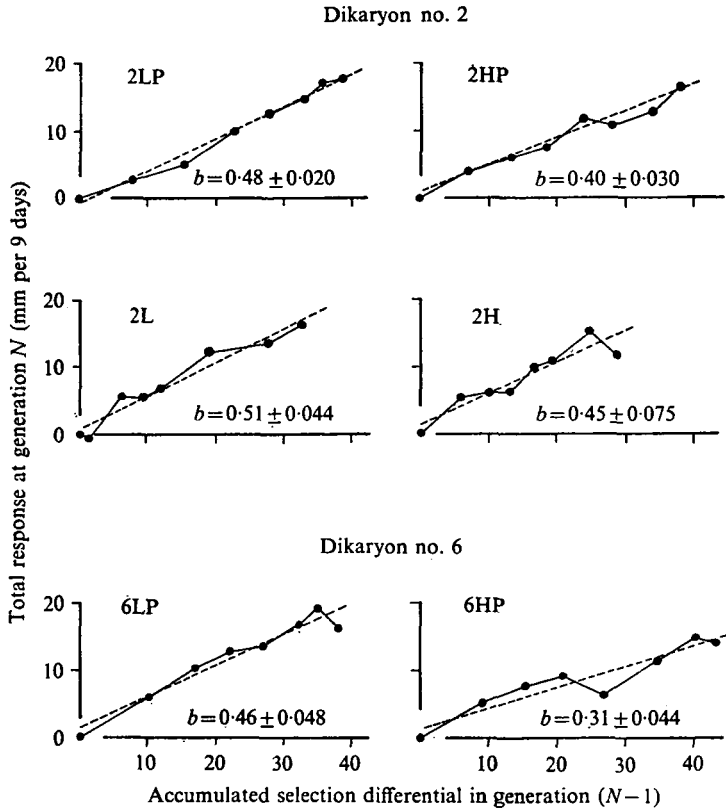 Dikaryon no. 2
Total response at generation N (mm per 9 days)
20
10
0
2LP
b=0·48 ± 0·020
2HP
b=0·40 ± 0·030
20
10
0
2L
b=0·51 ± 0·044
2H
b=0·45 ± 0·075
Dikaryon no. 6
20
10
0
6LP
b=0·46 ± 0·048
6HP
b=0·31 ± 0·044
10 20 30 40 10 20 30 40
Accumulated selection differential in generation (N−1)